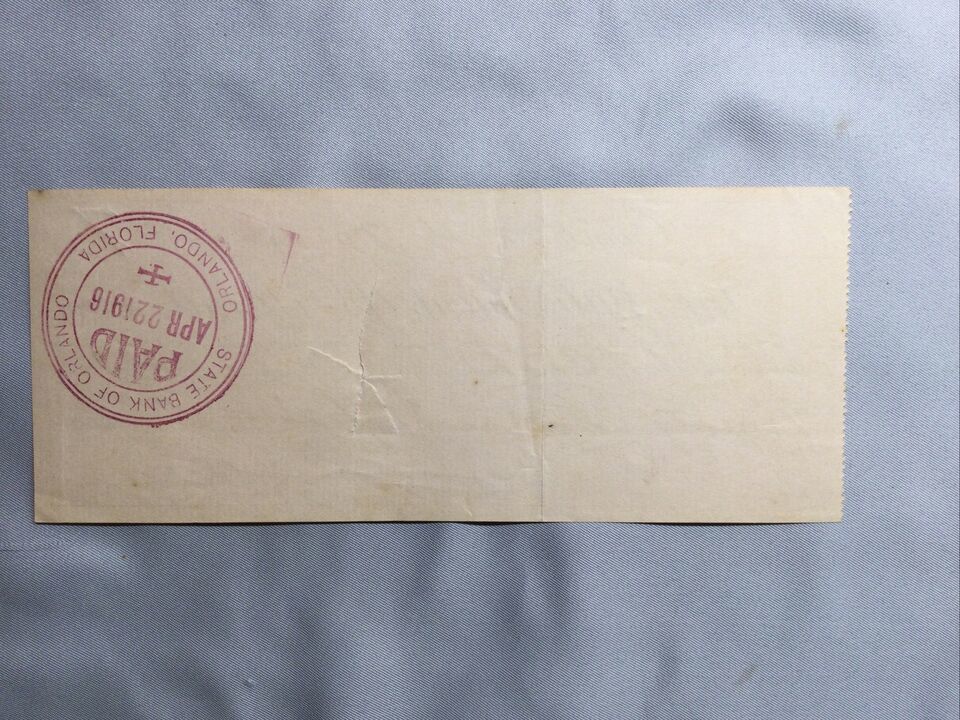 STATE BANK OF ORLANDO
PAID
APR 22 1916
ORLANDO, FLORIDA